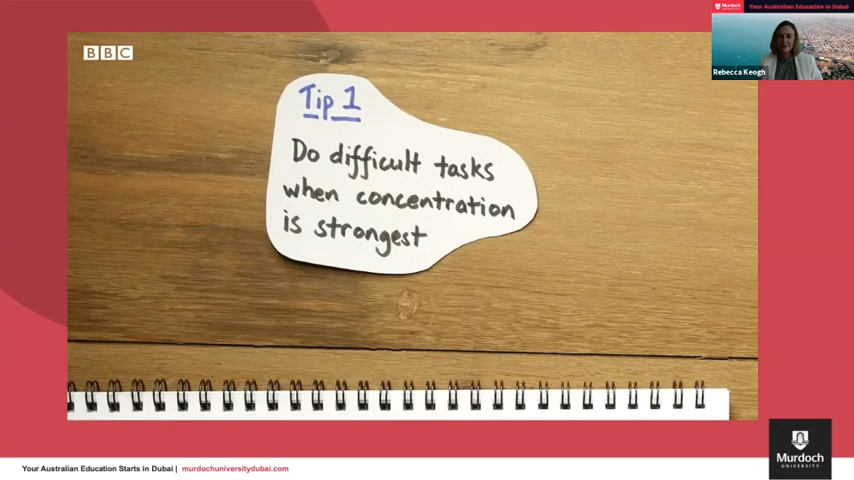 Murdoch
UNIVERSITY
Your Australian Education in Dubai
BBC
Rebecca Keogh
Tip 1
Do difficult tasks
when concentration
is strongest
Murdoch
UNIVERSITY
Your Australian Education Starts in Dubai | murdochuniversitydubai.com